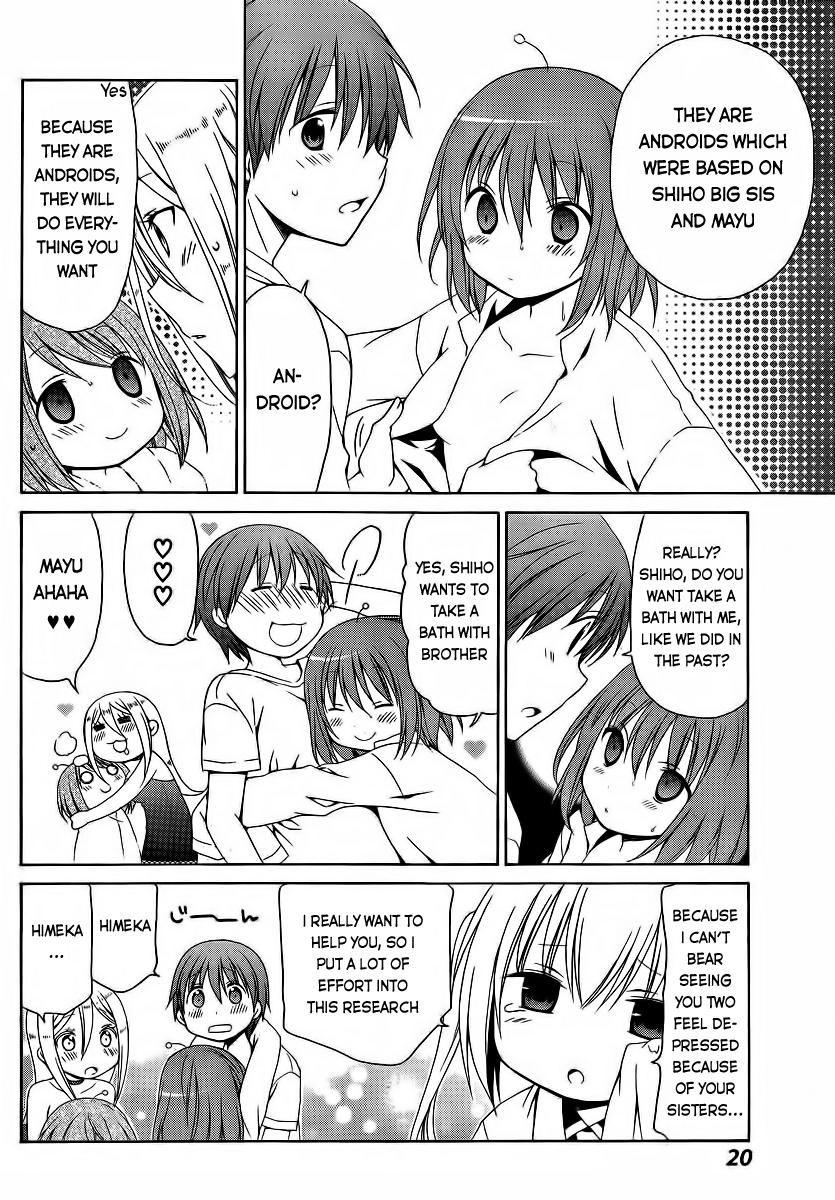 THEY ARE
ANDROIDS WHICH
WERE BASED ON
SHIHO BIG SIS
AND MAYU
AN-
DROID?
Yes
BECAUSE
THEY ARE
ANDROIDS,
THEY WILL
DO EVERY-
THING YOU
WANT
REALLY?
SHIHO, DO YOU
WANT TAKE A
BATH WITH ME,
LIKE WE DID IN
THE PAST?
YES, SHIHO
WANTS TO
TAKE A
BATH WITH
BROTHER
♡
♡
♡
MAYU
AHAHA
♥ ♥
BECAUSE
I CAN'T
BEAR
SEEING
YOU TWO
FEEL DE-
PRESSED
BECAUSE
OF YOUR
SISTERS...
I REALLY WANT TO
HELP YOU, SO I
PUT A LOT OF
EFFORT INTO
THIS RESEARCH
じーーん
HIMEKA
HIMEKA
...
20